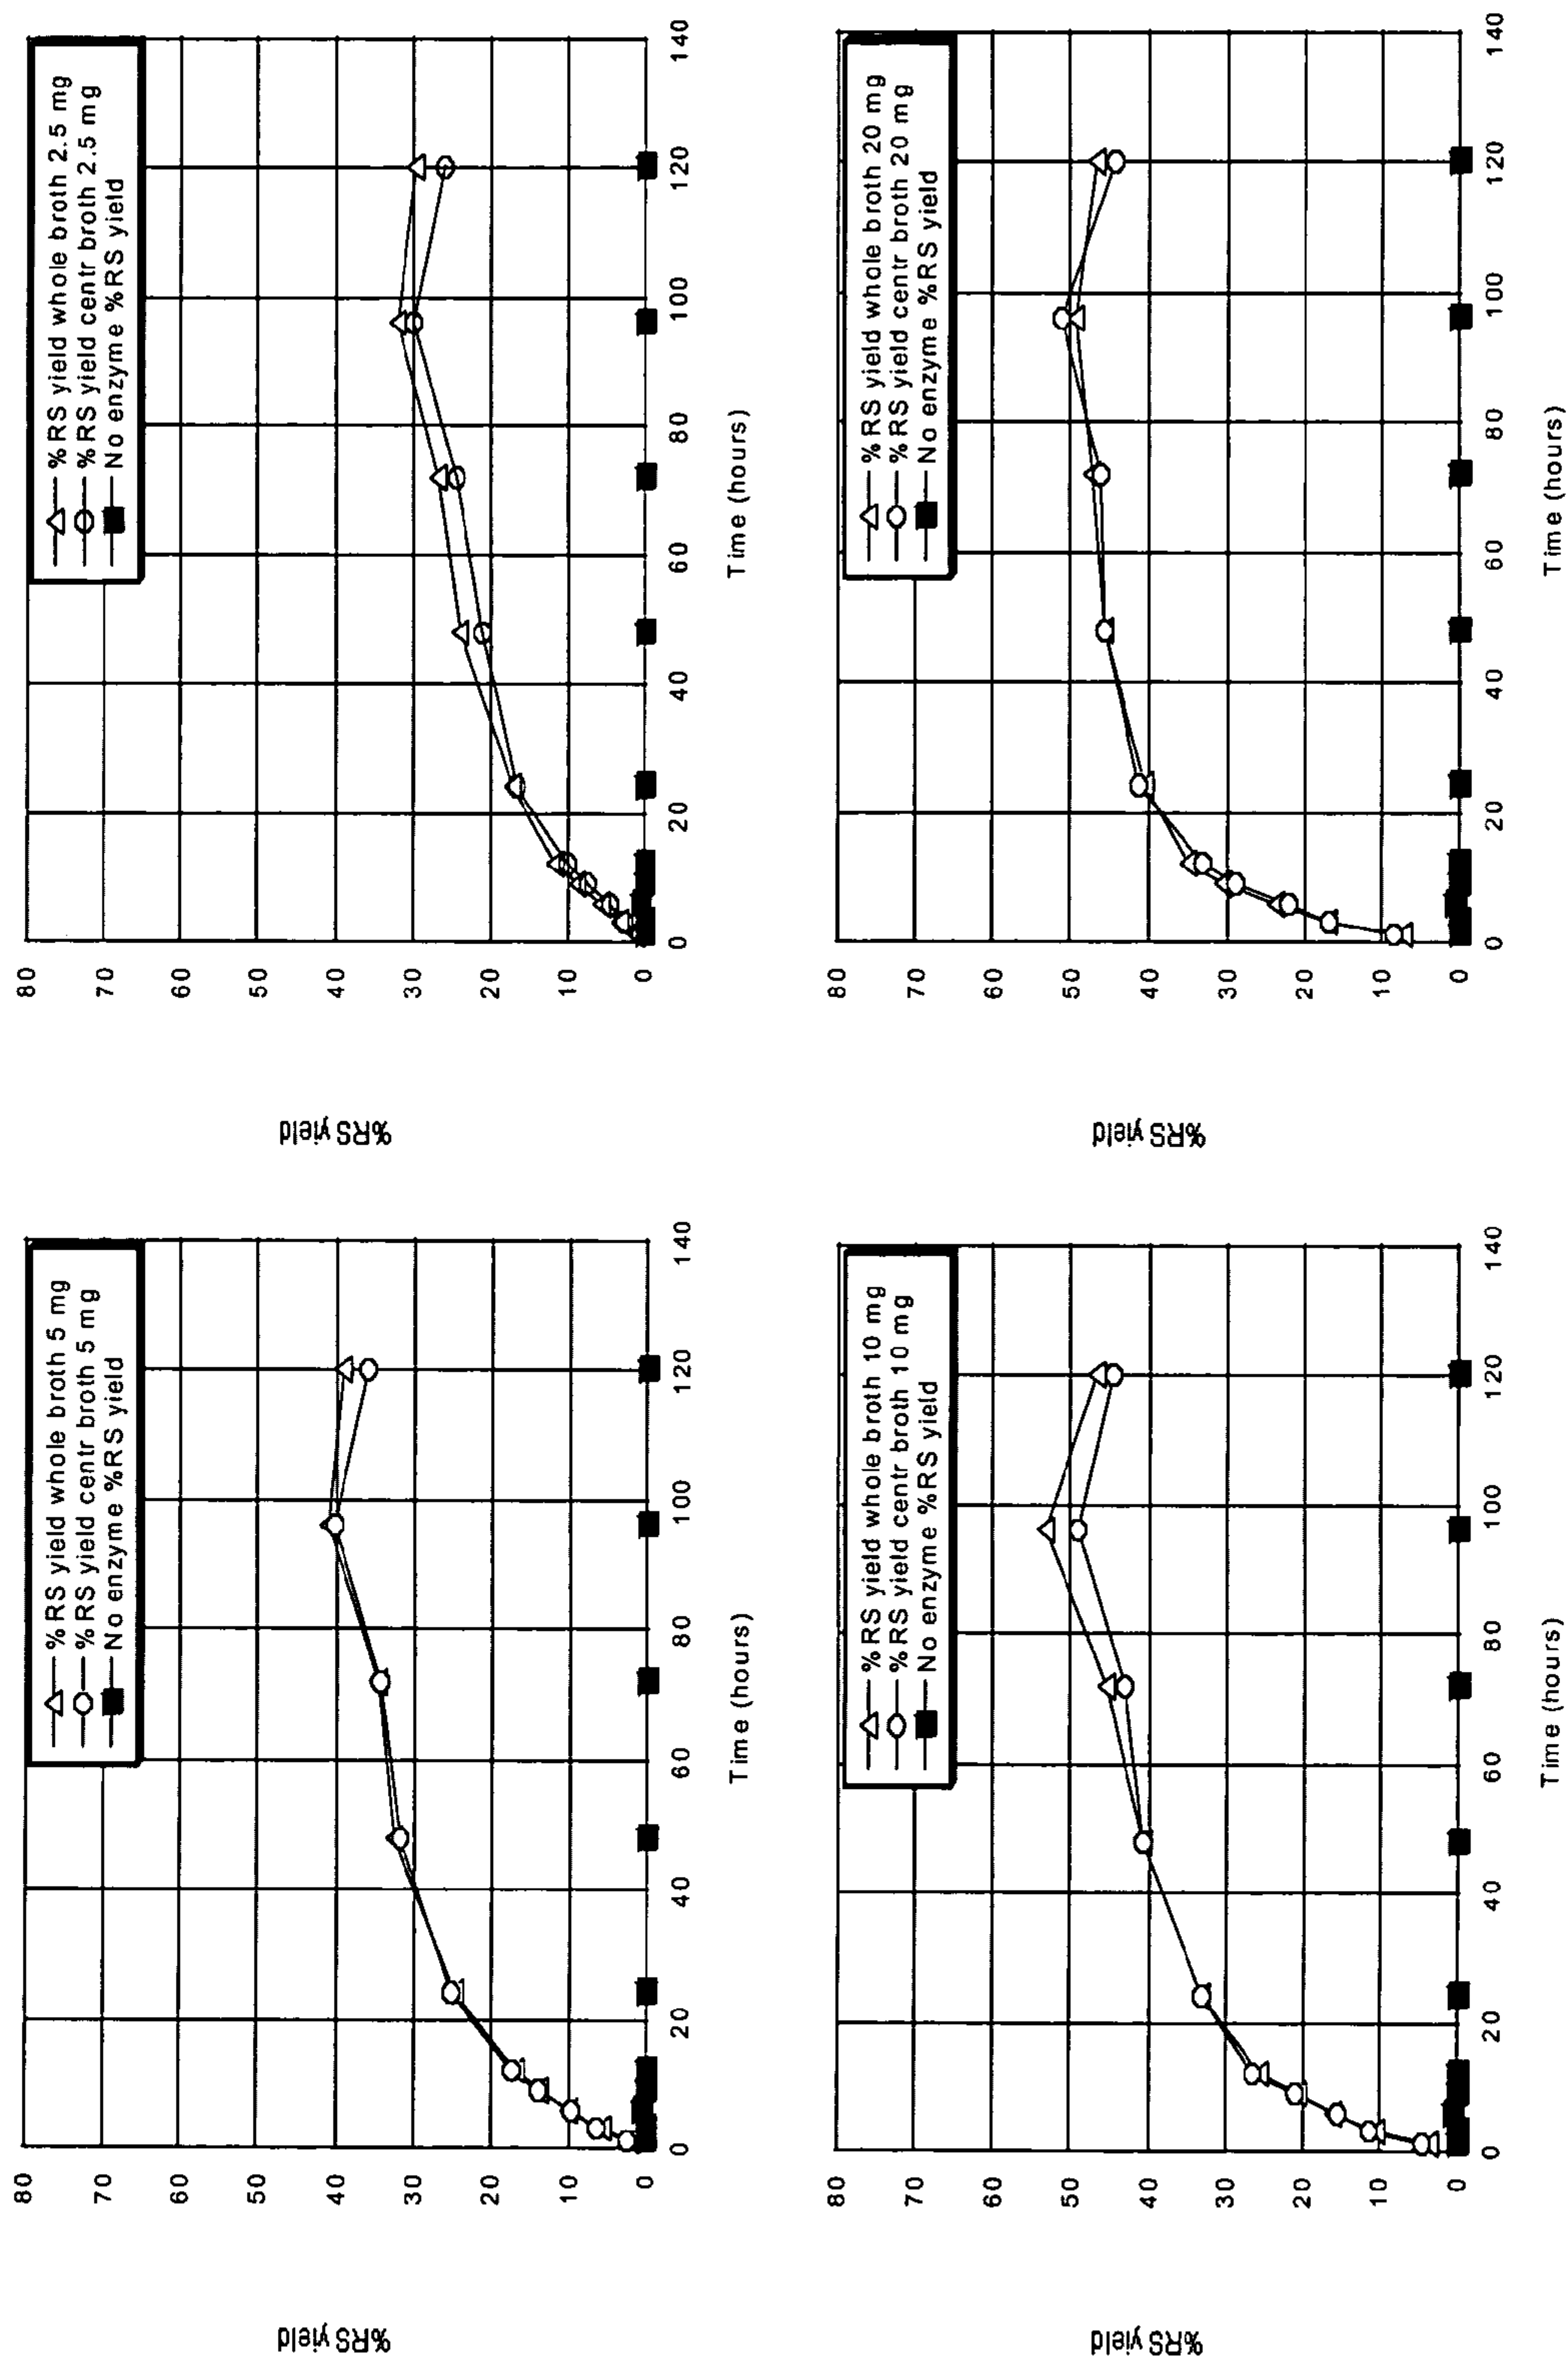 %RS yield
80
70
60
50
40
30
20
10
0
% RS yield whole broth 5 mg
% RS yield centr broth 5 mg
No enzyme %RS yield
0 20 40 60 80 100 120 140
Time (hours)
%RS yield
80
70
60
50
40
30
20
10
0
% RS yield whole broth 2.5 mg
% RS yield centr broth 2.5 mg
No enzyme %RS yield
0 20 40 60 80 100 120 140
Time (hours)
%RS yield
80
70
60
50
40
30
20
10
0
% RS yield whole broth 10 mg
% RS yield centr broth 10 mg
No enzyme %RS yield
0 20 40 60 80 100 120 140
Time (hours)
%RS yield
80
70
60
50
40
30
20
10
0
% RS yield whole broth 20 mg
% RS yield centr broth 20 mg
No enzyme %RS yield
0 20 40 60 80 100 120 140
Time (hours)